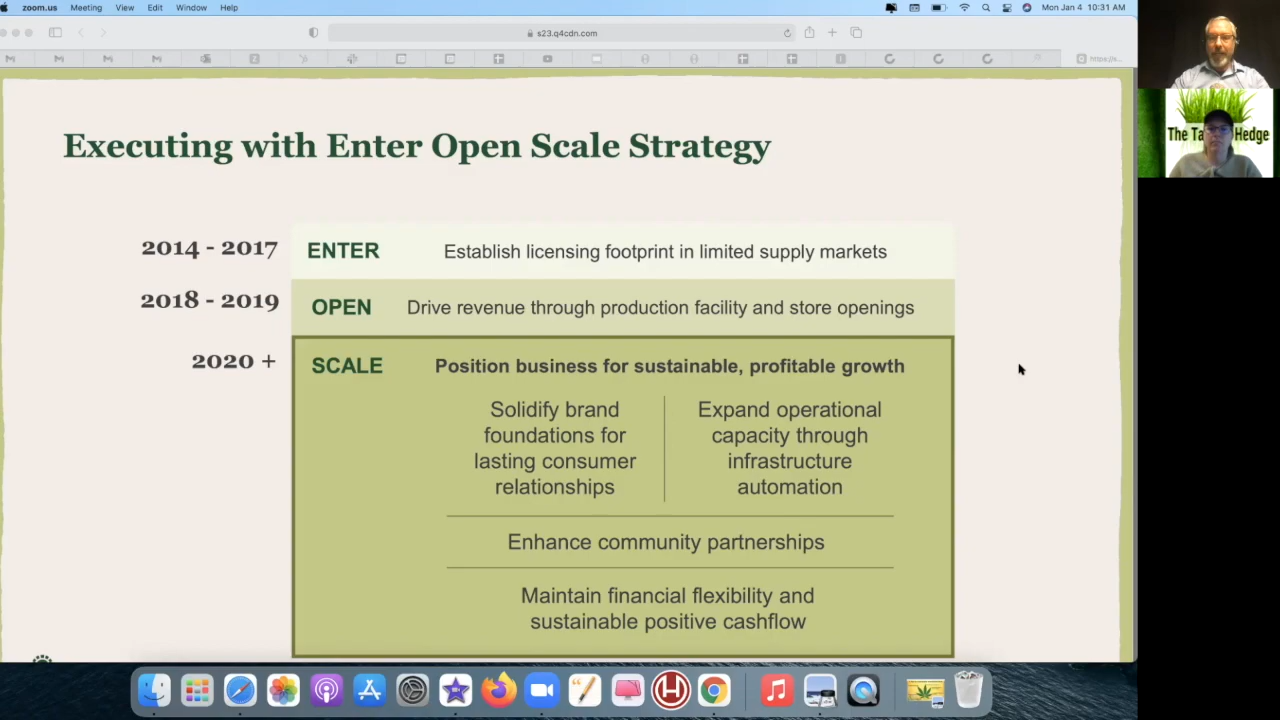 zoom.us Meeting View Edit Window Help Mon Jan 4 10:31 AM
s23.q4cdn.com
https://s...
Executing with Enter Open Scale Strategy
2014 - 2017 ENTER Establish licensing footprint in limited supply markets
2018 - 2019 OPEN Drive revenue through production facility and store openings
2020 + SCALE Position business for sustainable, profitable growth
Solidify brand
foundations for
lasting consumer
relationships
Expand operational
capacity through
infrastructure
automation
Enhance community partnerships
Maintain financial flexibility and
sustainable positive cashflow
The Hedge